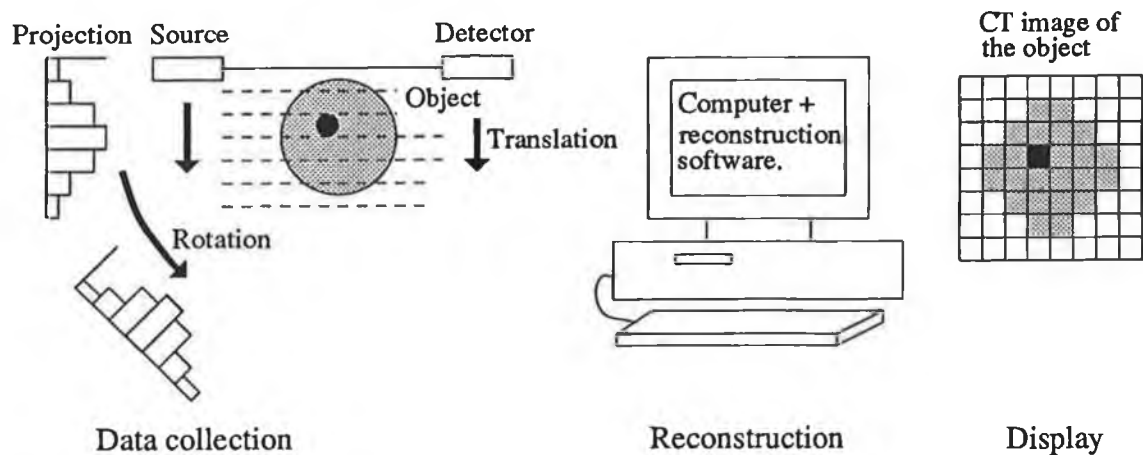 Projection
Source
Detector
CT image of
the object
Object
Translation
Computer +
reconstruction
software.
Rotation
Data collection
Reconstruction
Display